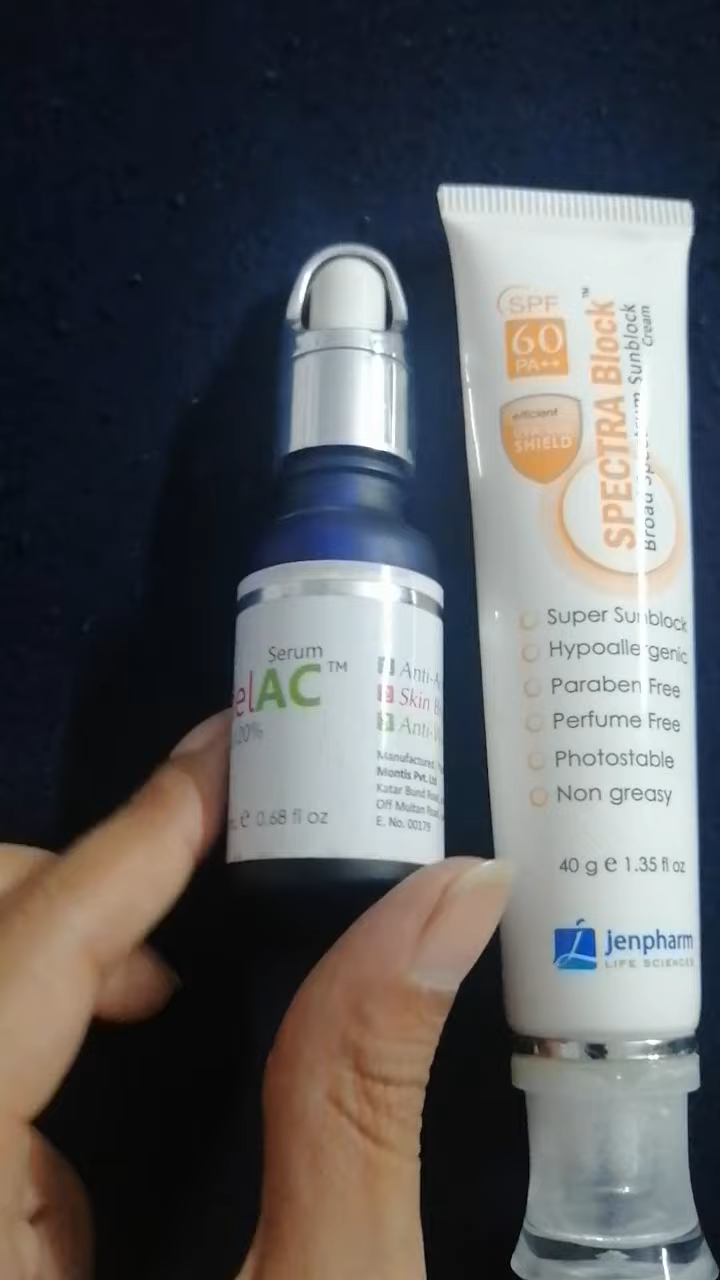 Serum
elAC™
20%
e 0.68 fl oz
Anti-
Skin
Anti-
Manufactured
Montis Pvt. Ltd
Katar Bund Road,
Off Multan Road,
E. No. 00179
SPF
60
PA++
efficient
SHIELD
SPECTRA Block™
Broad Spectrum Sunblock
Cream
Super Sunblock
Hypoallergenic
Paraben Free
Perfume Free
Photostable
Non greasy
40 g e 1.35 fl oz
jenpharm
LIFE SCIENCES